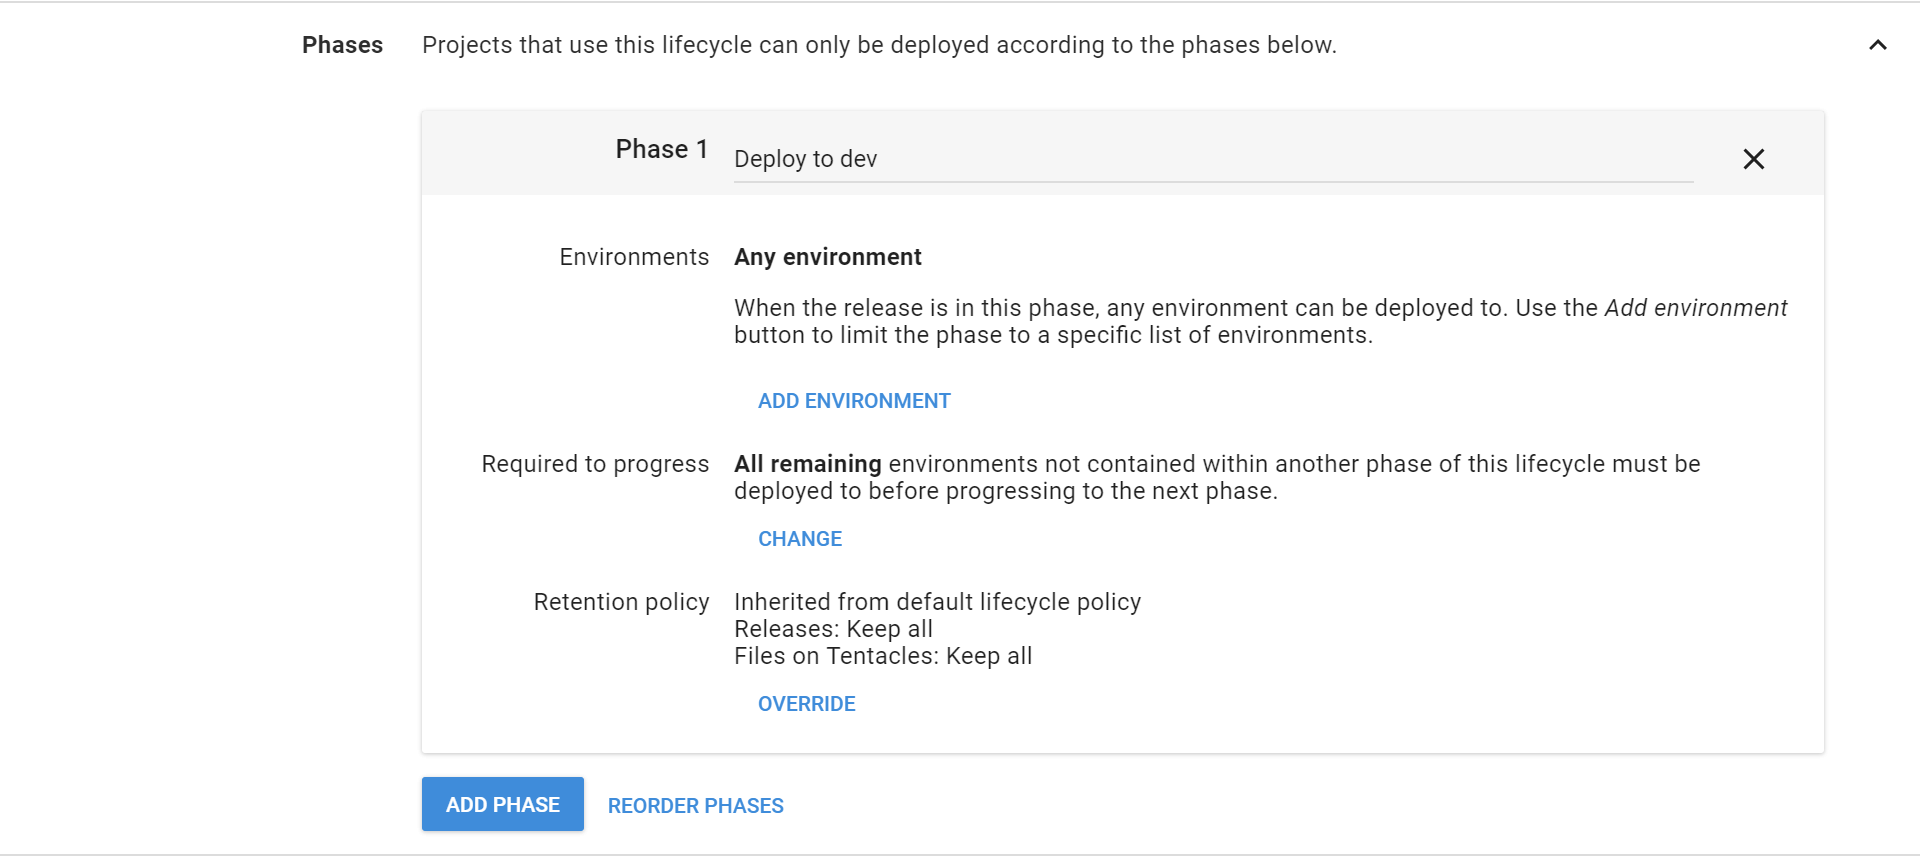 Phases Projects that use this lifecycle can only be deployed according to the phases below.
Phase 1 Deploy to dev
Environments Any environment
When the release is in this phase, any environment can be deployed to. Use the Add environment
button to limit the phase to a specific list of environments.
ADD ENVIRONMENT
Required to progress All remaining environments not contained within another phase of this lifecycle must be
deployed to before progressing to the next phase.
CHANGE
Retention policy Inherited from default lifecycle policy
Releases: Keep all
Files on Tentacles: Keep all
OVERRIDE
ADD PHASE REORDER PHASES